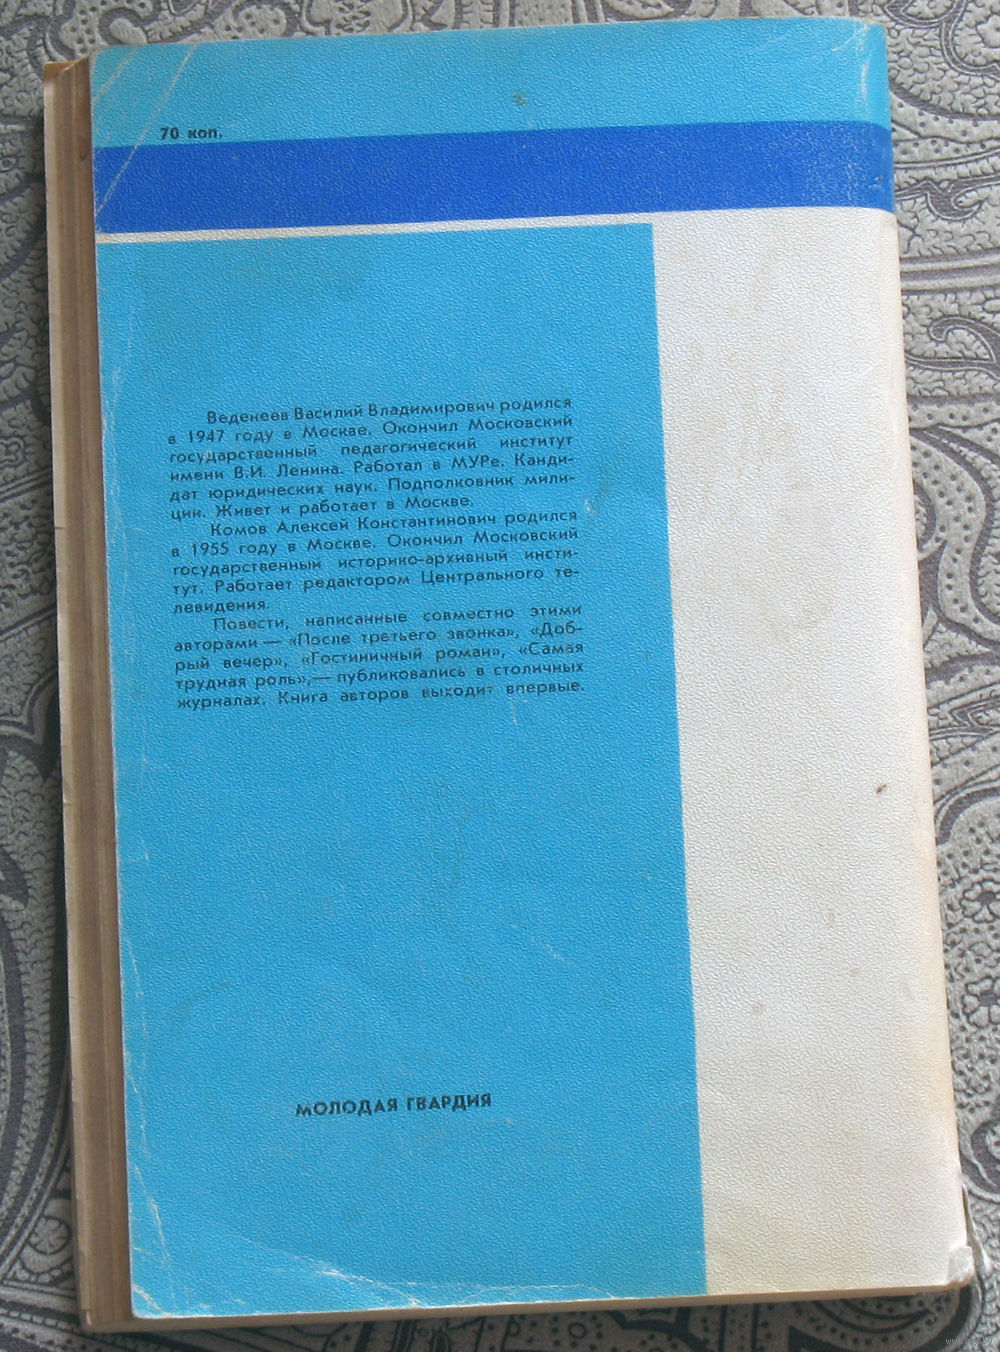 70 коп.
Веденеев Василий Владимирович родился
в 1947 году в Москве. Окончил Московский
государственный педагогический институт
имени В.И. Ленина. Работал в МУРе. Канди-
дат юридических наук. Подполковник мили-
ции. Живет и работает в Москве.
Комов Алексей Константинович родился
в 1955 году в Москве. Окончил Московский
государственный историко-архивный инсти-
тут. Работает редактором Центрального те-
левидения.
Повести, написанные совместно этими
авторами — «После третьего звонка», «Доб-
рый вечер», «Гостиничный роман», «Самая
трудная роль»,— публиковались в столичных
журналах. Книга авторов выходит впервые.
МОЛОДАЯ ГВАРДИЯ